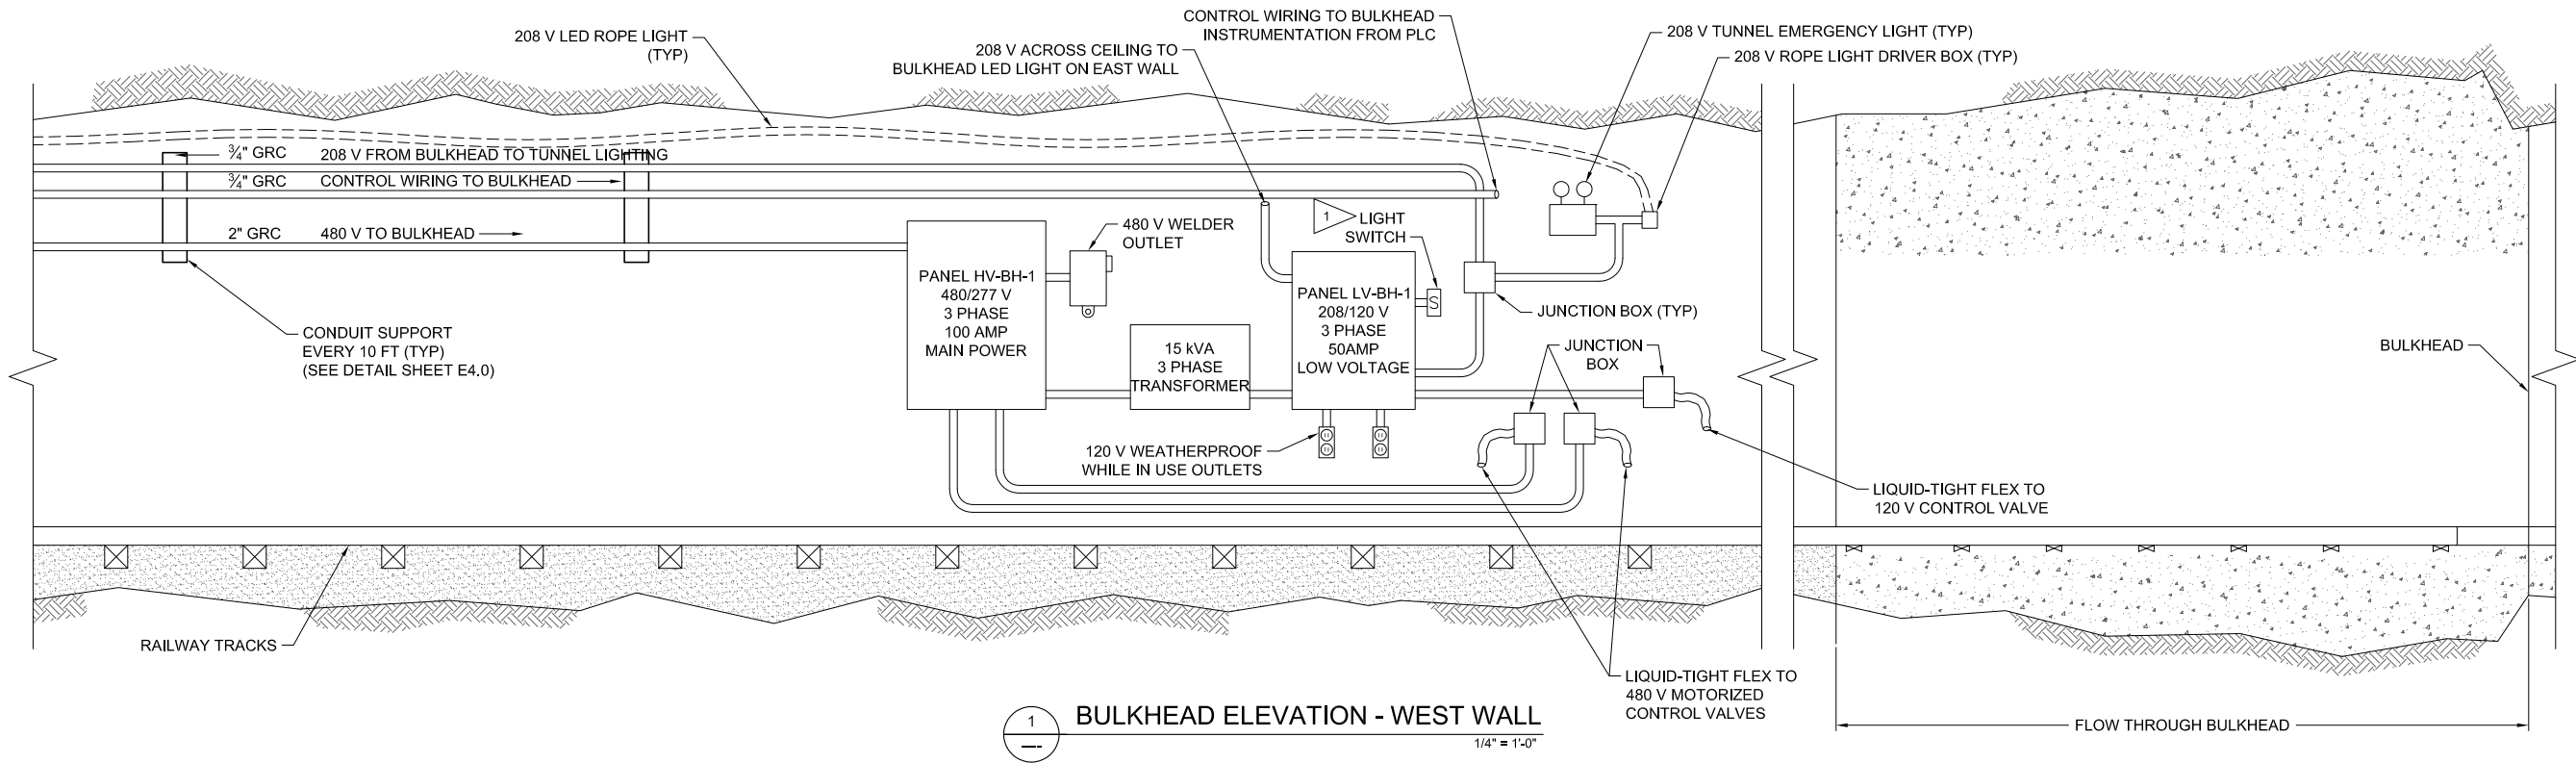 CONTROL WIRING TO BULKHEAD
INSTRUMENTATION FROM PLC
208 V LED ROPE LIGHT
(TYP)
208 V ACROSS CEILING TO
BULKHEAD LED LIGHT ON EAST WALL
208 V TUNNEL EMERGENCY LIGHT (TYP)
208 V ROPE LIGHT DRIVER BOX (TYP)
¾" GRC
208 V FROM BULKHEAD TO TUNNEL LIGHTING
¾" GRC
CONTROL WIRING TO BULKHEAD
2" GRC
480 V TO BULKHEAD
480 V WELDER
OUTLET
1
LIGHT
SWITCH
S
PANEL HV-BH-1
480/277 V
3 PHASE
100 AMP
MAIN POWER
PANEL LV-BH-1
208/120 V
3 PHASE
50AMP
LOW VOLTAGE
JUNCTION BOX (TYP)
CONDUIT SUPPORT
EVERY 10 FT (TYP)
(SEE DETAIL SHEET E4.0)
15 kVA
3 PHASE
TRANSFORMER
JUNCTION
BOX
BULKHEAD
120 V WEATHERPROOF
WHILE IN USE OUTLETS
LIQUID-TIGHT FLEX TO
120 V CONTROL VALVE
RAILWAY TRACKS
LIQUID-TIGHT FLEX TO
480 V MOTORIZED
CONTROL VALVES
FLOW THROUGH BULKHEAD
1
---
BULKHEAD ELEVATION - WEST WALL
1/4" = 1'-0"